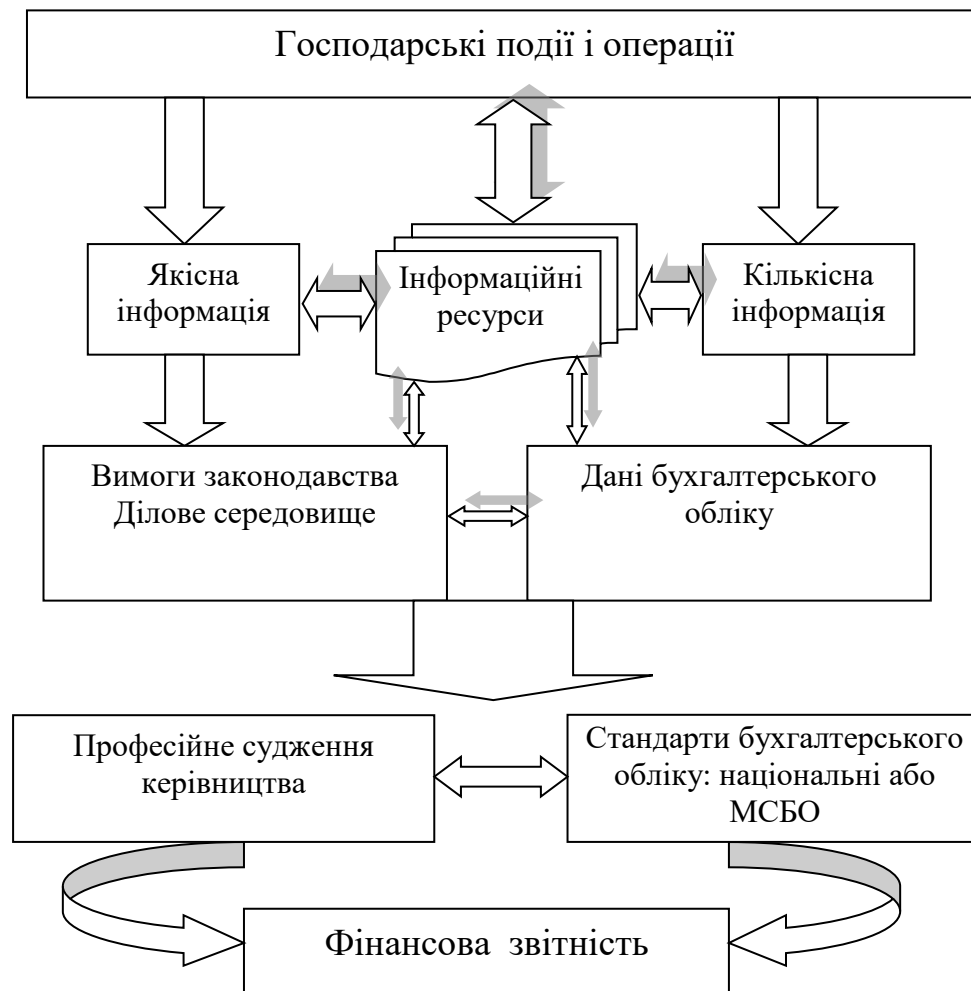 Господарські події і операції
Якісна
інформація
Інформаційні
ресурси
Кількісна
інформація
Вимоги законодавства
Ділове середовище
Дані бухгалтерського
обліку
Професійне судження
керівництва
Стандарти бухгалтерського
обліку: національні або
МСБО
Фінансова звітність